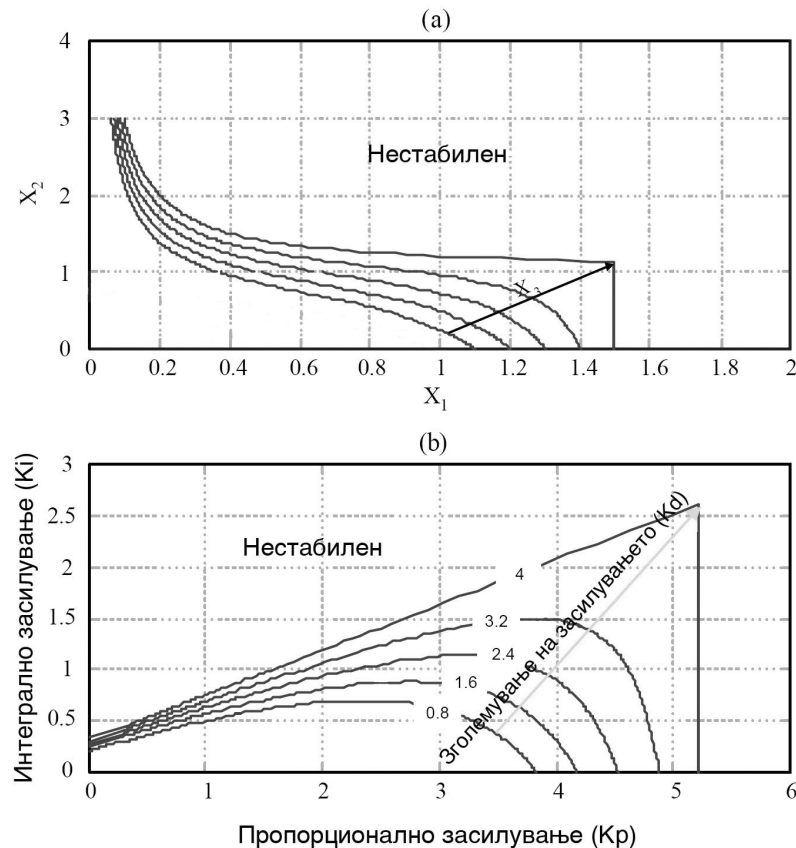 (a)
4
3
2
1
0
X2
Нестабилен
X3
0 0.2 0.4 0.6 0.8 1 1.2 1.4 1.6 1.8 2
X1
(b)
3
2.5
2
1.5
1
0.5
0
Интегрално засилување (Ki)
Нестабилен
Зголемување на засилувањето (Kd)
4
3.2
2.4
1.6
0.8
0 1 2 3 4 5 6
Пропорционално засилување (Kp)